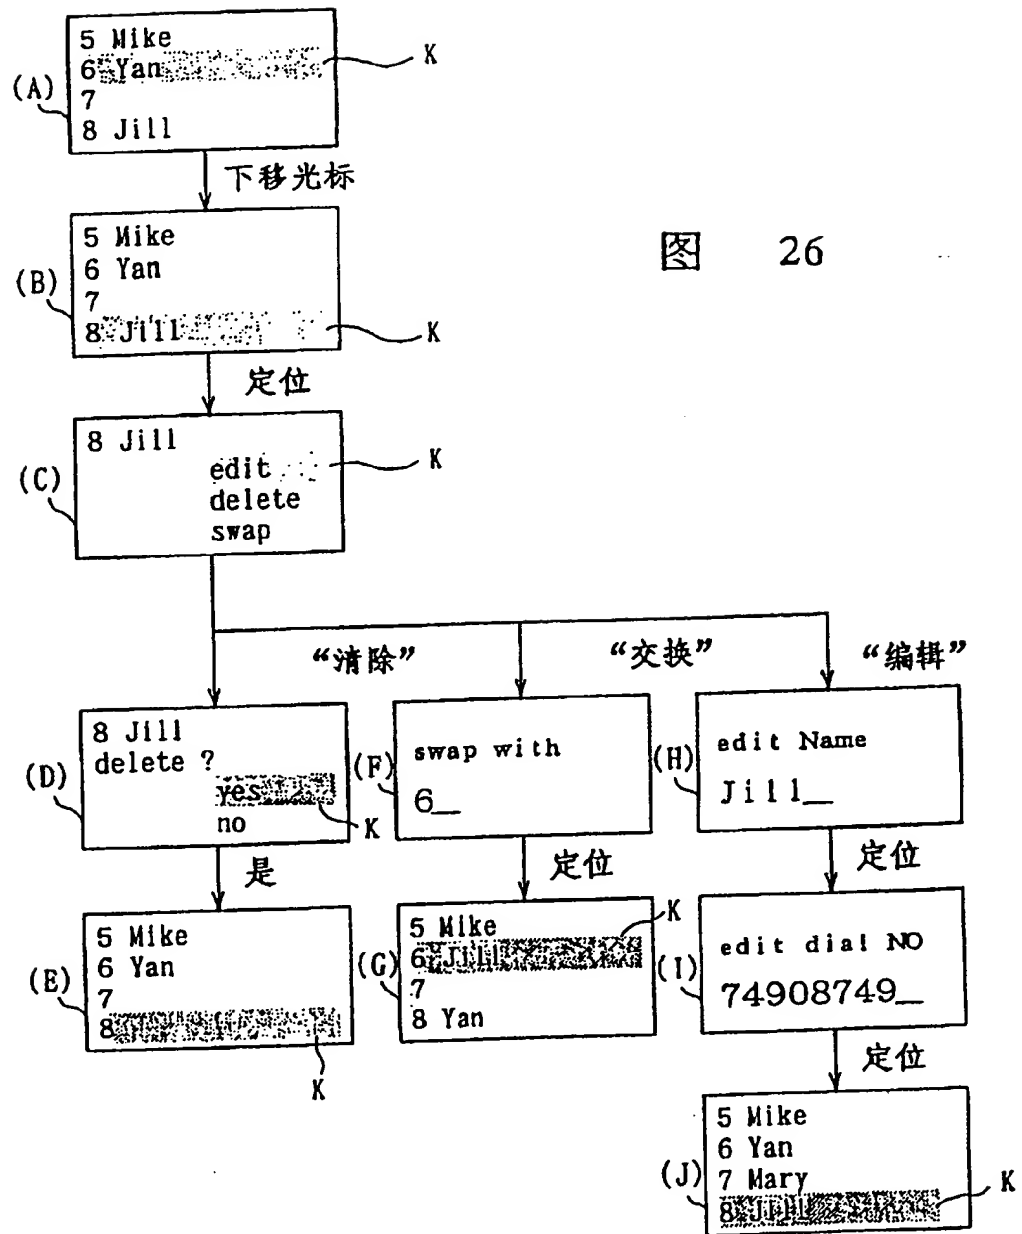 5 Mike
6 Yan
K
(A)
7
8 Jill
下移光标
5 Mike
6 Yan
图 26
(B)
7
8 Jill
K
定位
8 Jill
edit
K
(C)
delete
swap
“清除”
“交换”
“编辑”
8 Jill
delete ?
(D)
yes
no
K
是
(F)
swap with
6_
定位
(H)
edit Name
Jill_
定位
5 Mike
6 Yan
(E)
7
8
K
5 Mike
K
6 Jill
(G)
7
8 Yan
(I)
edit dial NO
74908749_
定位
5 Mike
6 Yan
(J)
7 Mary
K
8 Jill